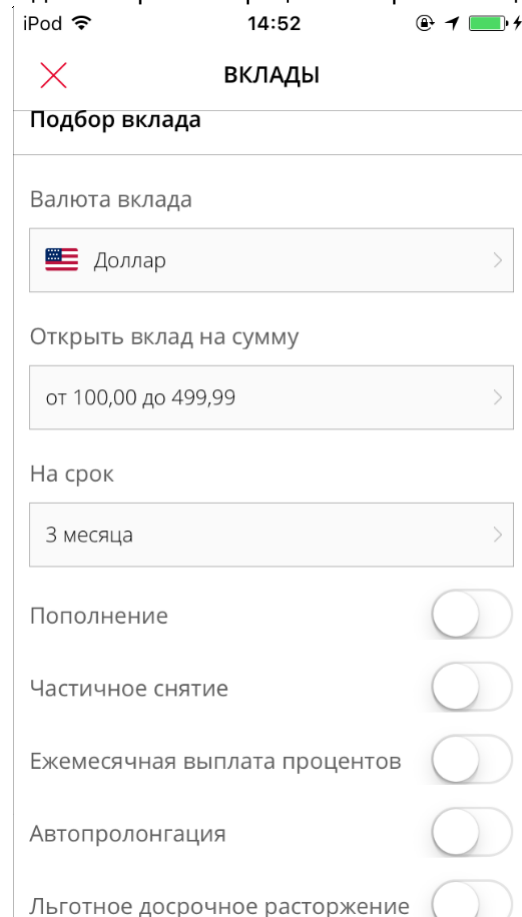 iPod 14:52
ВКЛАДЫ
Подбор вклада
Валюта вклада
Доллар
Открыть вклад на сумму
от 100,00 до 499,99
На срок
3 месяца
Пополнение
Частичное снятие
Ежемесячная выплата процентов
Автопролонгация
Льготное досрочное расторжение